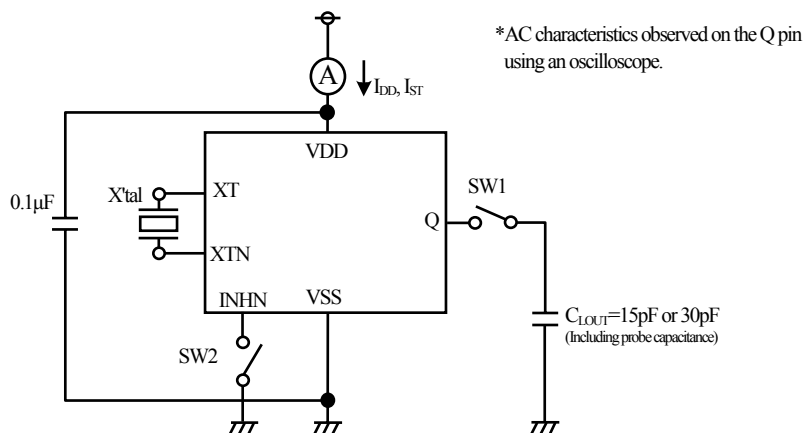 *AC characteristics observed on the Q pin
using an oscilloscope.
A
IDD, IST
VDD
X'tal
XT
SW1
0.1μF
Q
XTN
INHN
VSS
CLOUT=15pF or 30pF
(Including probe capacitance)
SW2